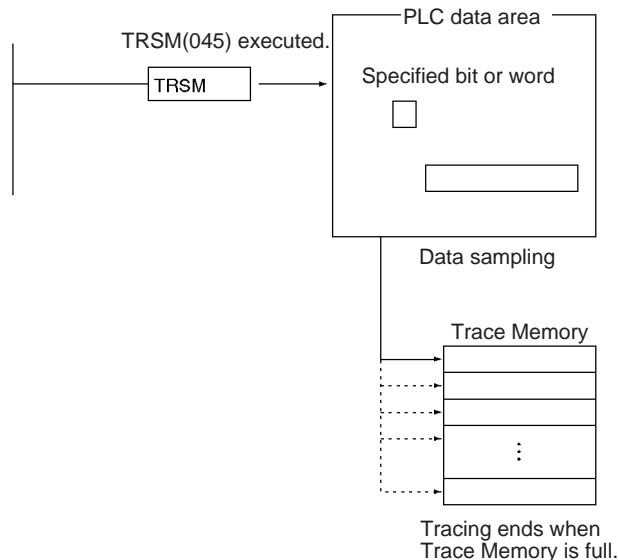 PLC data area
TRSM(045) executed.
TRSM
Specified bit or word
Data sampling
Trace Memory
Tracing ends when
Trace Memory is full.